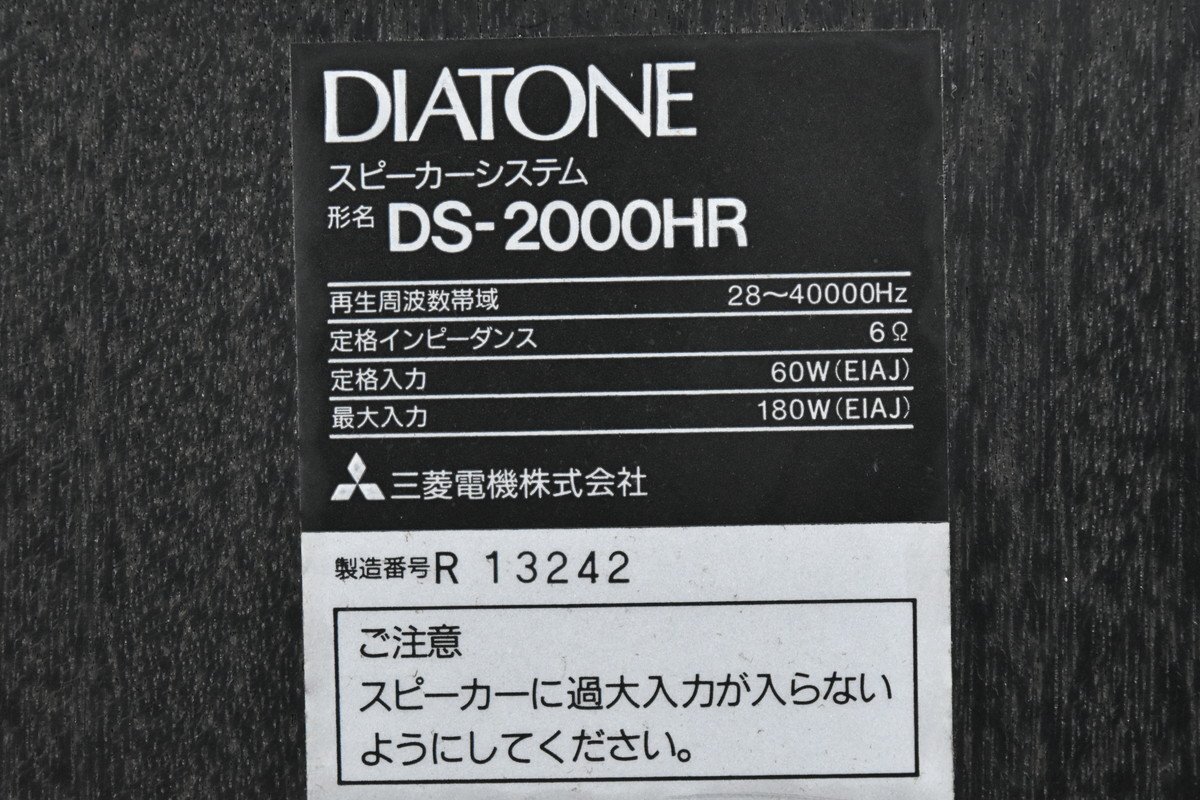 DIATONE
スピーカーシステム
形名 DS-2000HR
再生周波数帯域 28～40000Hz
定格インピーダンス 6Ω
定格入力 60W(EIAJ)
最大入力 180W(EIAJ)
三菱電機株式会社
製造番号 R 13242
ご注意
スピーカーに過大入力が入らない
ようにしてください。